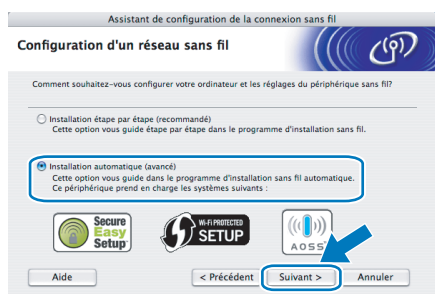 Assistant de configuration de la connexion sans fil
Configuration d'un réseau sans fil
Comment souhaitez-vous configurer votre ordinateur et les réglages du périphérique sans fil?
Installation étape par étape (recommandé)
Cette option vous guide étape par étape dans le programme d'installation sans fil.
Installation automatique (avancé)
Cette option vous guide dans le programme d'installation sans fil automatique.
Ce périphérique prend en charge les systèmes suivants :
Secure
Easy
Setup
Wi-Fi PROTECTED
SETUP
AOSS
Aide
< Précédent
Suivant >
Annuler